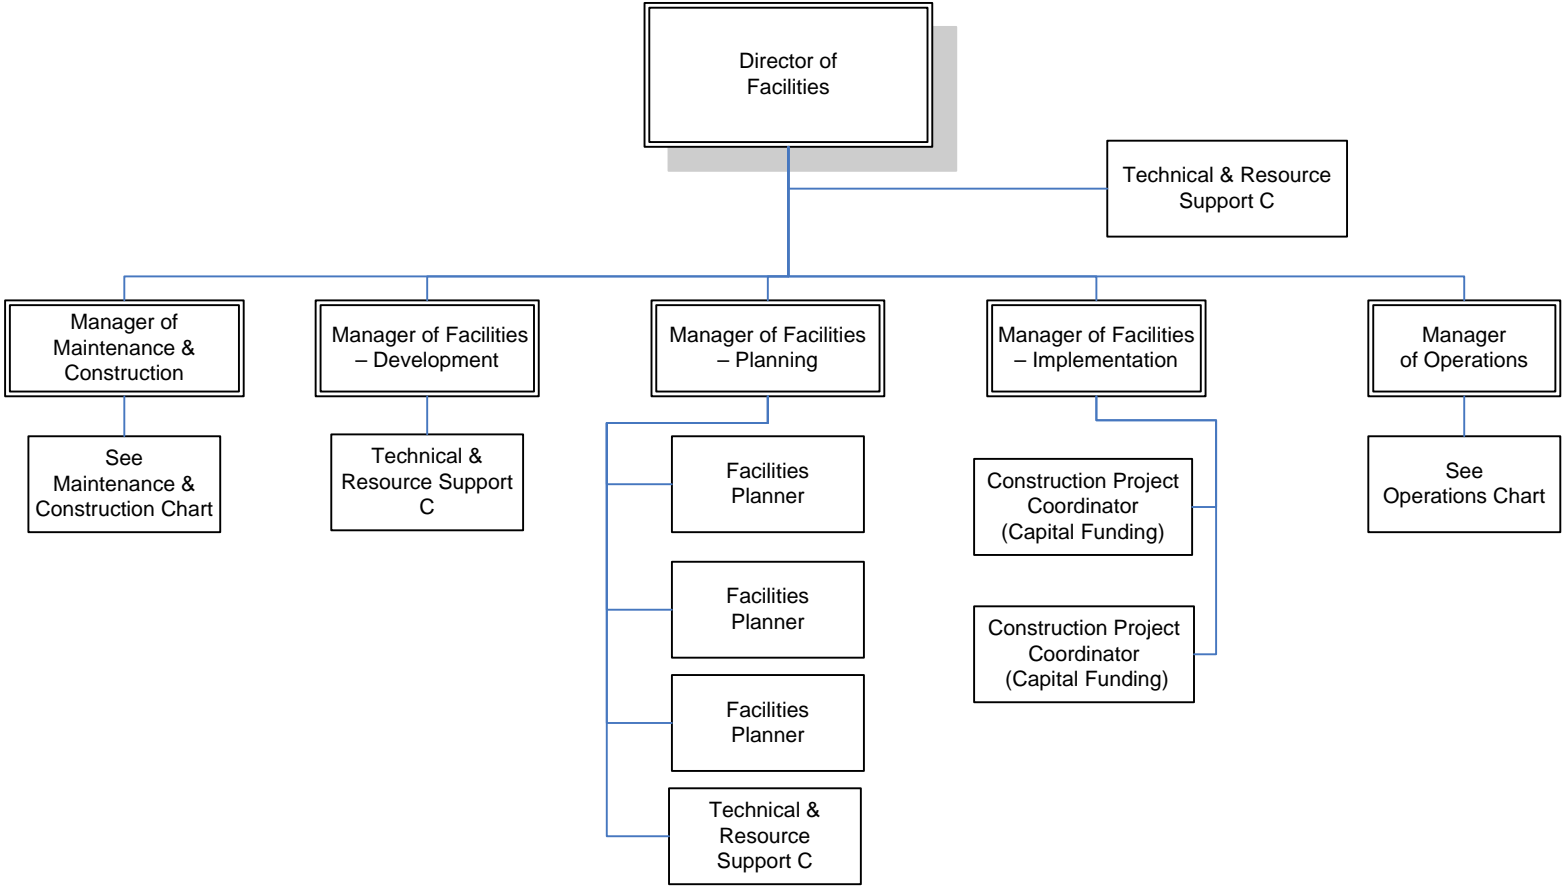 Director of
Facilities
Technical & Resource
Support C
Manager of
Maintenance &
Construction
Manager of Facilities
– Development
Manager of Facilities
– Planning
Manager of Facilities
– Implementation
Manager
of Operations
See
Maintenance &
Construction Chart
Technical &
Resource Support
C
Facilities
Planner
Facilities
Planner
Facilities
Planner
Technical &
Resource
Support C
Construction Project
Coordinator
(Capital Funding)
Construction Project
Coordinator
(Capital Funding)
See
Operations Chart